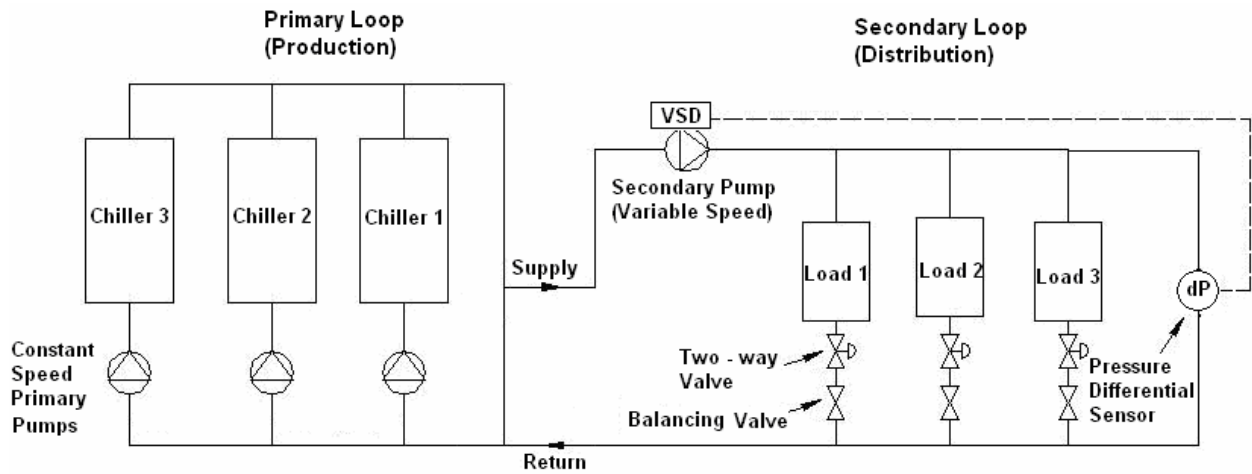 Primary Loop
(Production)
Secondary Loop
(Distribution)
VSD
Secondary Pump
(Variable Speed)
Chiller 3
Chiller 2
Chiller 1
Supply
Load 1
Load 2
Load 3
dP
Constant
Speed
Primary
Pumps
Two - way
Valve
Balancing Valve
Pressure
Differential
Sensor
Return